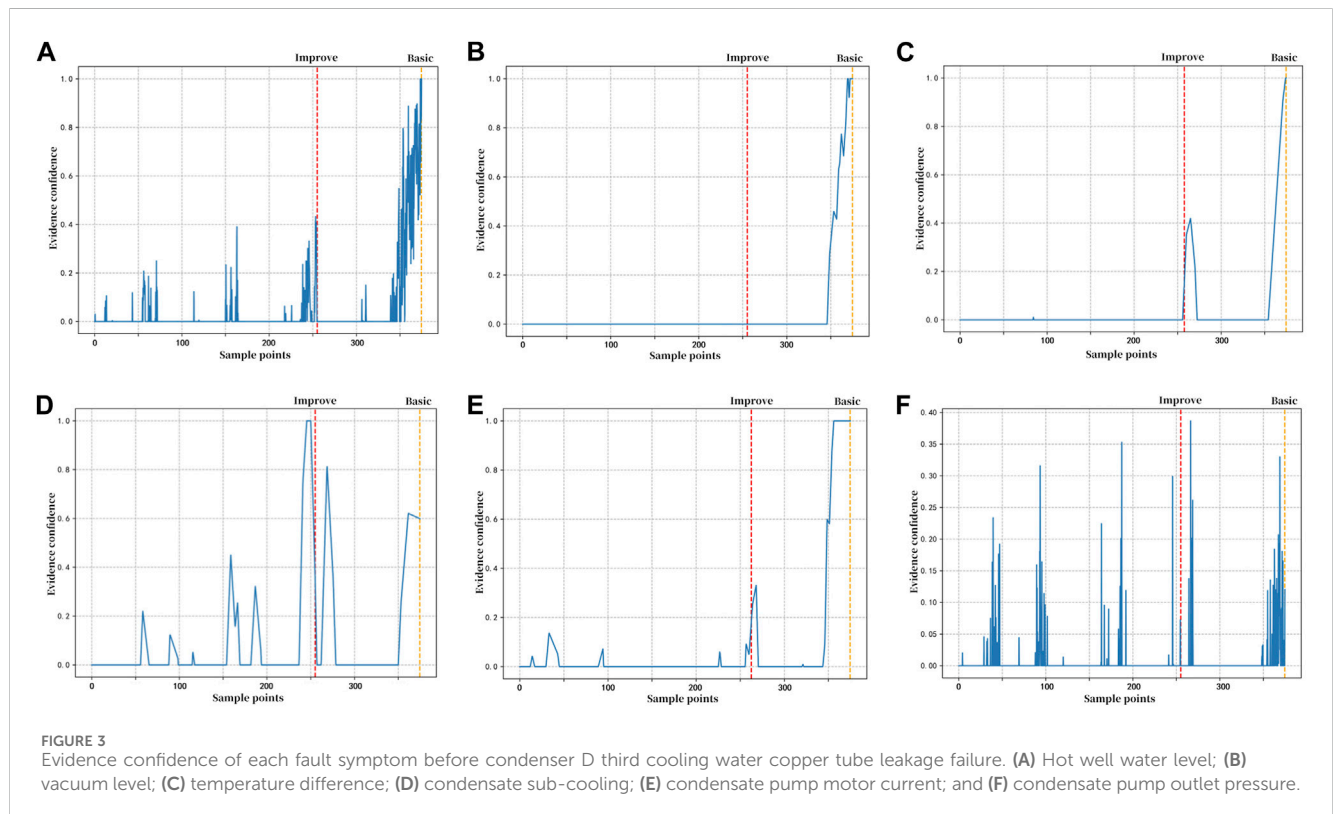 A
Improve
Basic
1. 0
0. 8
0. 6
0. 4
0. 2
0. 0
Evidence confidence
0
100
200
300
Sample points
B
Improve
Basic
1. 0
0. 8
0. 6
0. 4
0. 2
0. 0
Evidence confidence
0
100
200
300
Sample points
C
Improve
Basic
1. 0
0. 8
0. 6
0. 4
0. 2
0. 0
Evidence confidence
0
100
200
300
Sample points
D
Improve
Basic
1. 0
0. 8
0. 6
0. 4
0. 2
0. 0
Evidence confidence
0
100
200
300
Sample points
E
Improve
Basic
1. 0
0. 8
0. 6
0. 4
0. 2
0. 0
Evidence confidence
0
100
200
300
Sample points
F
Improve
Basic
0. 40
0. 35
0. 30
0. 25
0. 20
0. 15
0. 10
0. 05
0. 00
Evidence confidence
0
100
200
300
Sample points
FIGURE 3
Evidence confidence of each fault symptom before condenser D third cooling water copper tube leakage failure. (A) Hot well water level; (B)
vacuum level; (C) temperature difference; (D) condensate sub-cooling; (E) condensate pump motor current; and (F) condensate pump outlet pressure.